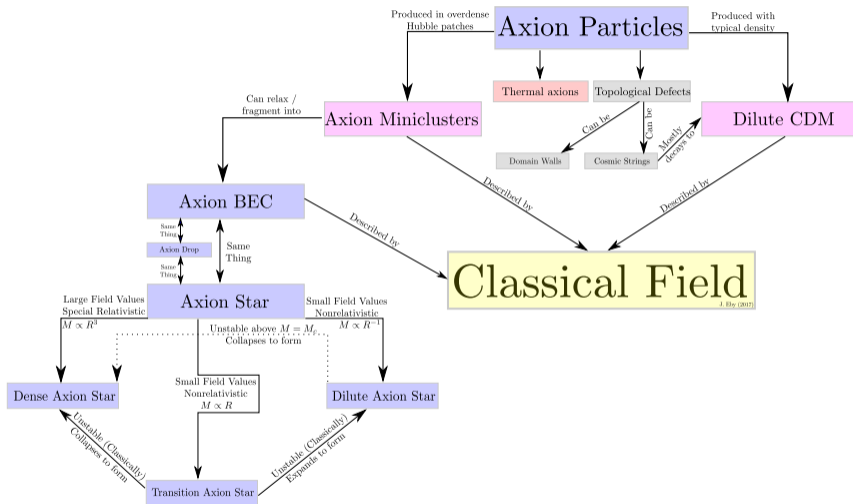 Axion Particles
Produced in overdense
Hubble patches
Produced with
typical density
Thermal axions
Topological Defects
Can relax /
fragment into
Axion Miniclusters
Can be
Can be
Mostly
decays to
Dilute CDM
Domain Walls
Cosmic Strings
Described by
Described by
Axion BEC
Described by
Same
Thing
Axion Drop
Same
Thing
Same
Thing
Classical Field
J. Eby (2017)
Axion Star
Large Field Values
Special Relativistic
M ∝ R³
Small Field Values
Nonrelativistic
M ∝ R⁻¹
Unstable above M = M_c
Collapses to form
Small Field Values
Nonrelativistic
M ∝ R
Dense Axion Star
Dilute Axion Star
Unstable (Classically)
Collapses to form
Unstable (Classically)
Expands to form
Transition Axion Star